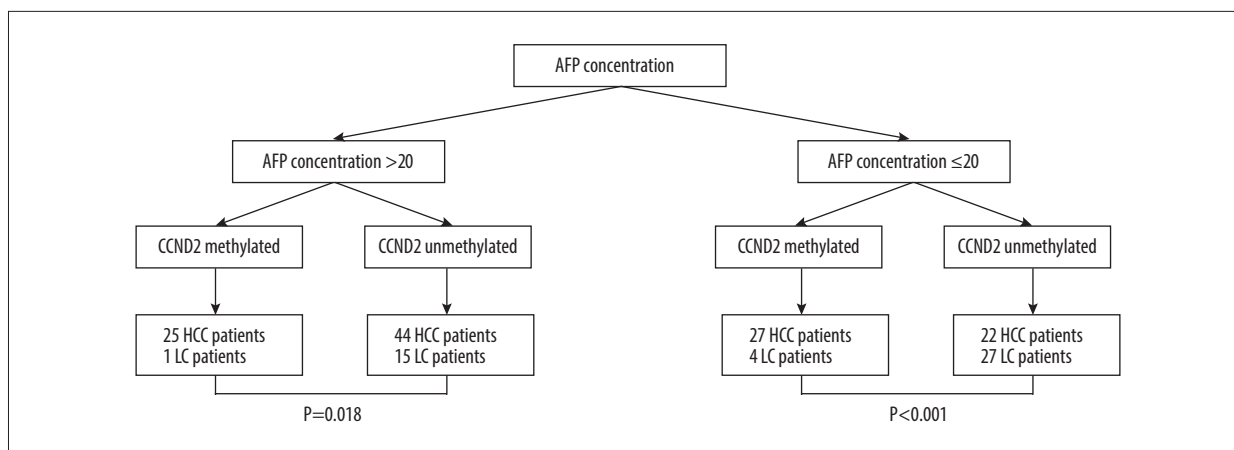 AFP concentration
AFP concentration >20
AFP concentration ≤20
CCND2 methylated
CCND2 unmethylated
CCND2 methylated
CCND2 unmethylated
25 HCC patients
1 LC patients
44 HCC patients
15 LC patients
27 HCC patients
4 LC patients
22 HCC patients
27 LC patients
P=0.018
P<0.001